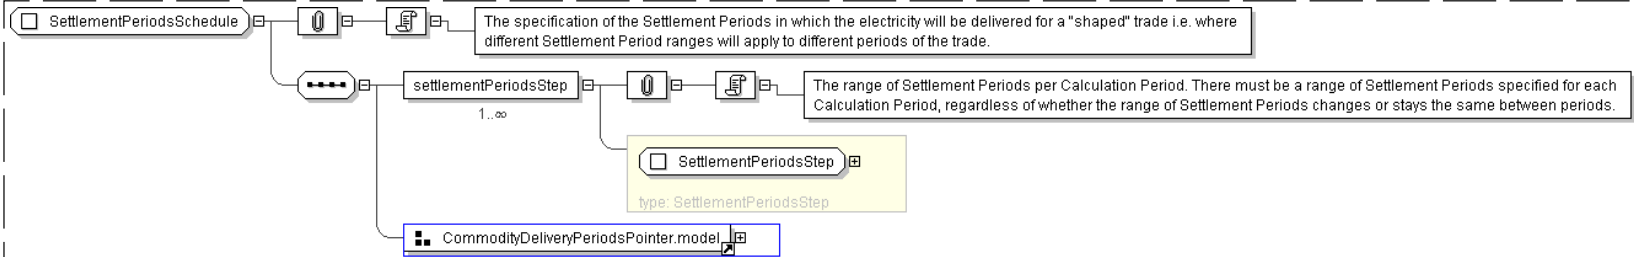 SettlementPeriodsSchedule
The specification of the Settlement Periods in which the electricity will be delivered for a "shaped" trade i.e. where
different Settlement Period ranges will apply to different periods of the trade.
settlementPeriodsStep
1..∞
The range of Settlement Periods per Calculation Period. There must be a range of Settlement Periods specified for each
Calculation Period, regardless of whether the range of Settlement Periods changes or stays the same between periods.
SettlementPeriodsStep
type: SettlementPeriodsStep
CommodityDeliveryPeriodsPointer.model